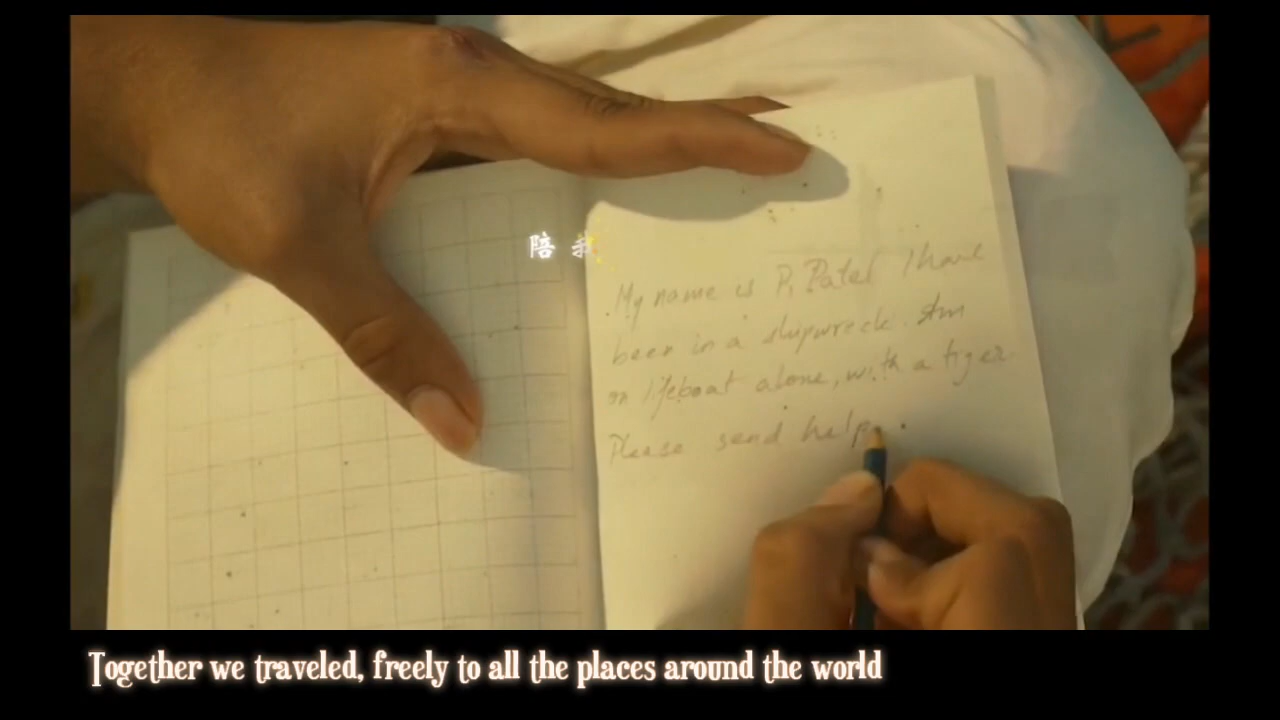 陪 我
My name is Pi Patel I have
been in a shipwreck. I am
on lifeboat alone, with a tiger.
Please send help.
Together we traveled, freely to all the places around the world